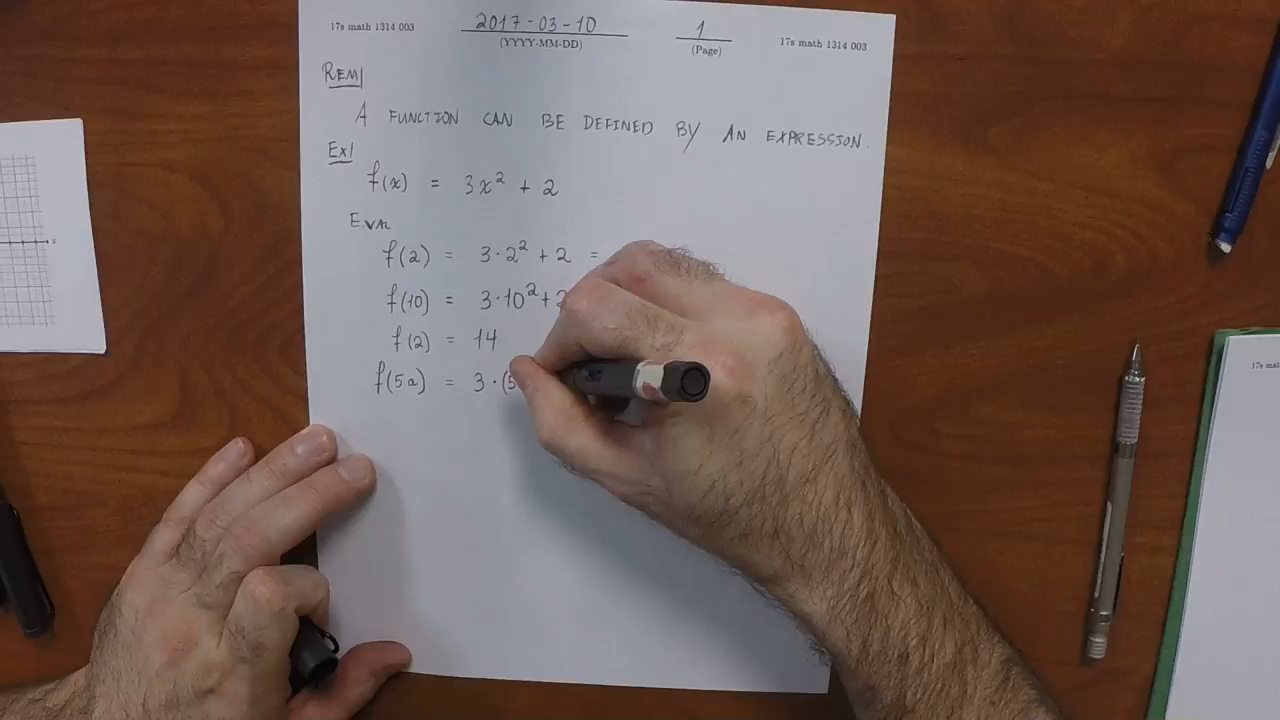 17s math 1314 003 2017-03-10 1 17s math 1314 003
(YYYY-MM-DD) (Page)
REM
A FUNCTION CAN BE DEFINED BY AN EXPRESSION.
EX
f(x) = 3x² + 2
EVAL
f(2) = 3·2² + 2 =
f(10) = 3·10² + 2
f(2) = 14
f(5a) = 3·(5
17s